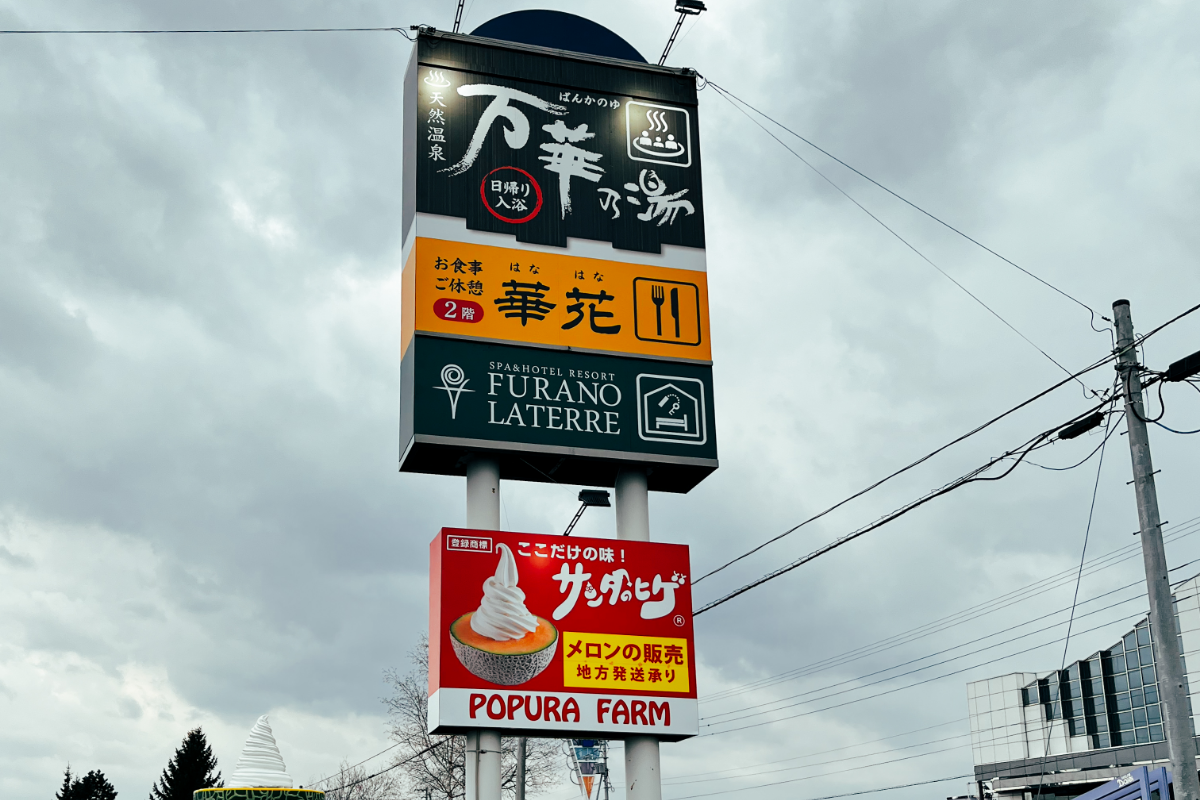 天然温泉
ばんかのゆ
万華乃湯
日帰り
入浴
お食事
ご休憩
2階
はな はな
華花
SPA&HOTEL RESORT
FURANO
LATERRE
登録商標
ここだけの味!
サンタのヒゲ
®
メロンの販売
地方発送承り
POPURA FARM